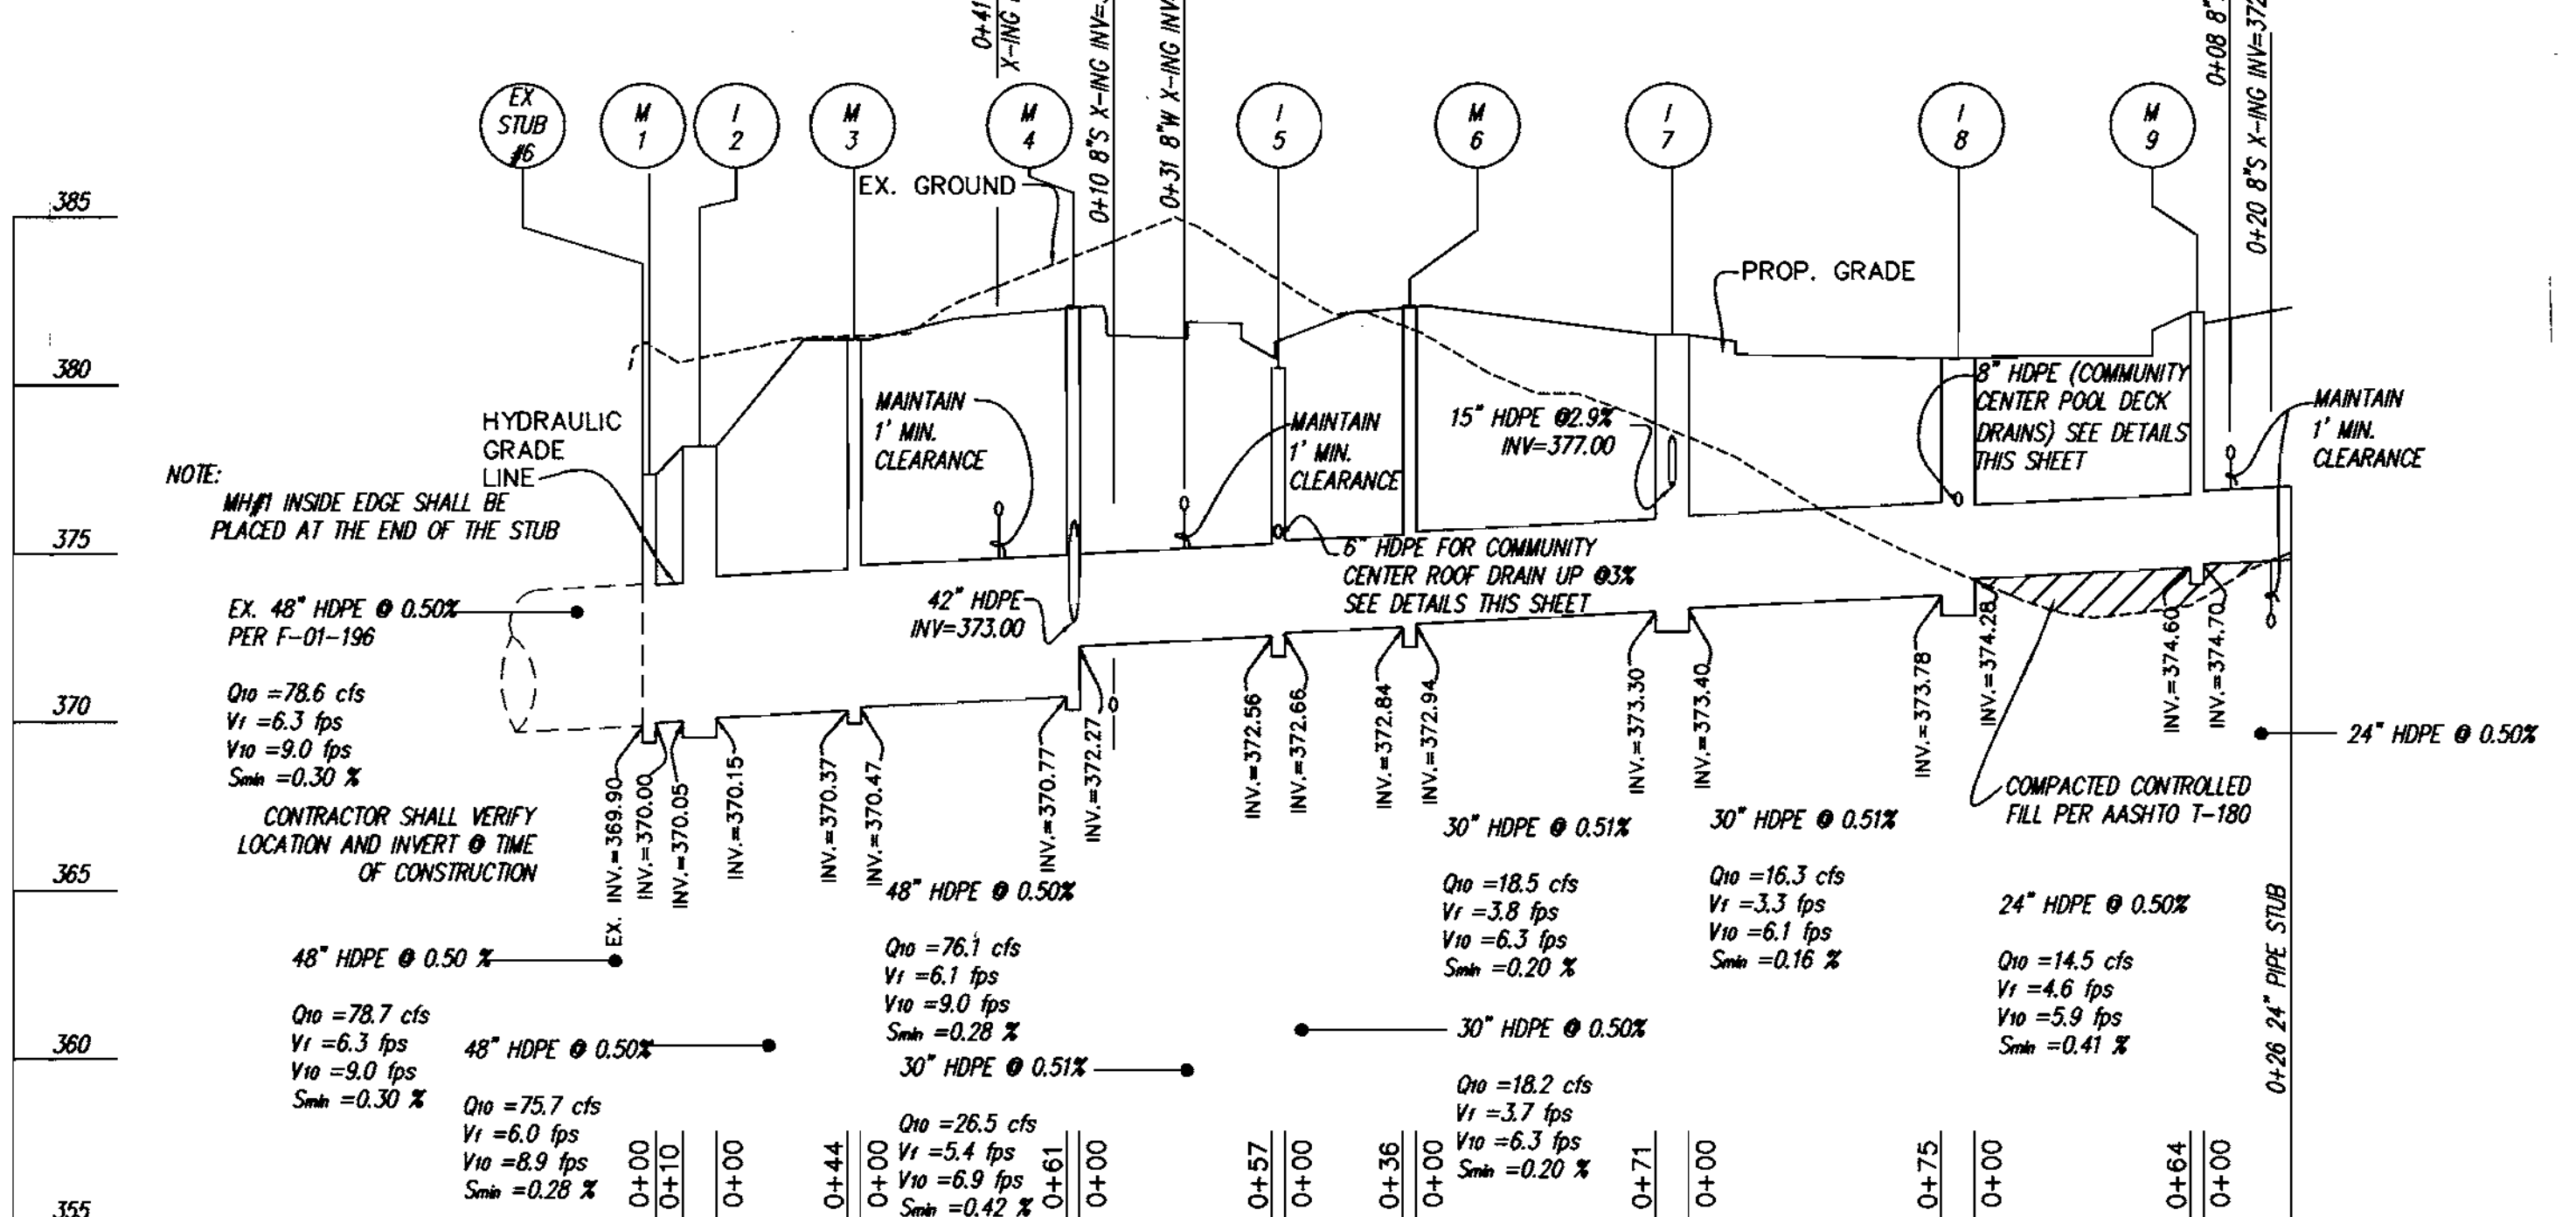 0+41
X-ING
0+10 8"S X-ING INV=
0+31 8"W X-ING INV
0+08 8"
0+20 8"S X-ING INV=372
EX
STUB
#6
M
1
I
2
M
3
M
4
I
5
M
6
I
7
I
8
M
9
385
380
375
370
365
360
355
EX. GROUND
PROP. GRADE
HYDRAULIC
GRADE
LINE
NOTE:
MH#1 INSIDE EDGE SHALL BE
PLACED AT THE END OF THE STUB
MAINTAIN
1' MIN.
CLEARANCE
MAINTAIN
1' MIN.
CLEARANCE
15" HDPE @2.9%
INV=377.00
8" HDPE (COMMUNITY
CENTER POOL DECK
DRAINS) SEE DETAILS
THIS SHEET
MAINTAIN
1' MIN.
CLEARANCE
6" HDPE FOR COMMUNITY
CENTER ROOF DRAIN UP @3%
SEE DETAILS THIS SHEET
42" HDPE
INV=373.00
EX. 48" HDPE @ 0.50%
PER F-01-196
Q10 =78.6 cfs
Vf =6.3 fps
V10 =9.0 fps
Smin =0.30 %
CONTRACTOR SHALL VERIFY
LOCATION AND INVERT @ TIME
OF CONSTRUCTION
EX. INV.=369.90
INV.=370.00
INV.=370.05
INV.=370.15
INV.=370.37
INV.=370.47
INV.=370.77
INV.=372.27
INV.=372.56
INV.=372.66
INV.=372.84
INV.=372.94
INV.=373.30
INV.=373.40
INV.=373.78
INV.=374.28
INV.=374.60
INV.=374.70
24" HDPE @ 0.50%
COMPACTED CONTROLLED
FILL PER AASHTO T-180
48" HDPE @ 0.50 %
Q10 =78.7 cfs
Vf =6.3 fps
V10 =9.0 fps
Smin =0.30 %
48" HDPE @ 0.50%
Q10 =75.7 cfs
Vf =6.0 fps
V10 =8.9 fps
Smin =0.28 %
48" HDPE @ 0.50%
Q10 =76.1 cfs
Vf =6.1 fps
V10 =9.0 fps
Smin =0.28 %
30" HDPE @ 0.51%
Q10 =26.5 cfs
Vf =5.4 fps
V10 =6.9 fps
Smin =0.42 %
30" HDPE @ 0.51%
Q10 =18.5 cfs
Vf =3.8 fps
V10 =6.3 fps
Smin =0.20 %
30" HDPE @ 0.50%
Q10 =18.2 cfs
Vf =3.7 fps
V10 =6.3 fps
Smin =0.20 %
30" HDPE @ 0.51%
Q10 =16.3 cfs
Vf =3.3 fps
V10 =6.1 fps
Smin =0.16 %
24" HDPE @ 0.50%
Q10 =14.5 cfs
Vf =4.6 fps
V10 =5.9 fps
Smin =0.41 %
0+26 24" PIPE STUB
0+00
0+10
0+00
0+44
0+00
0+61
0+00
0+57
0+00
0+36
0+00
0+71
0+00
0+75
0+00
0+64
0+00